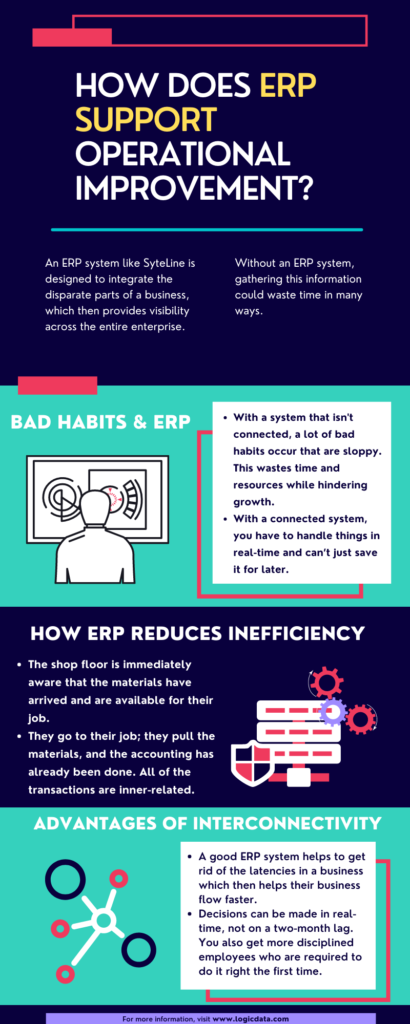 HOW DOES ERP
SUPPORT
OPERATIONAL
IMPROVEMENT?
An ERP system like SyteLine is
designed to integrate the
disparate parts of a business,
which then provides visibility
across the entire enterprise.
Without an ERP system,
gathering this information
could waste time in many
ways.
BAD HABITS & ERP
• With a system that isn't
connected, a lot of bad
habits occur that are sloppy.
This wastes time and
resources while hindering
growth.
• With a connected system,
you have to handle things in
real-time and can't just save
it for later.
HOW ERP REDUCES INEFFICIENCY
• The shop floor is immediately
aware that the materials have
arrived and are available for their
job.
• They go to their job; they pull the
materials, and the accounting has
already been done. All of the
transactions are inner-related.
ADVANTAGES OF INTERCONNECTIVITY
• A good ERP system helps to get
rid of the latencies in a business
which then helps their business
flow faster.
• Decisions can be made in real-
time, not on a two-month lag.
You also get more disciplined
employees who are required to
do it right the first time.
For more information, visit www.logicdata.com